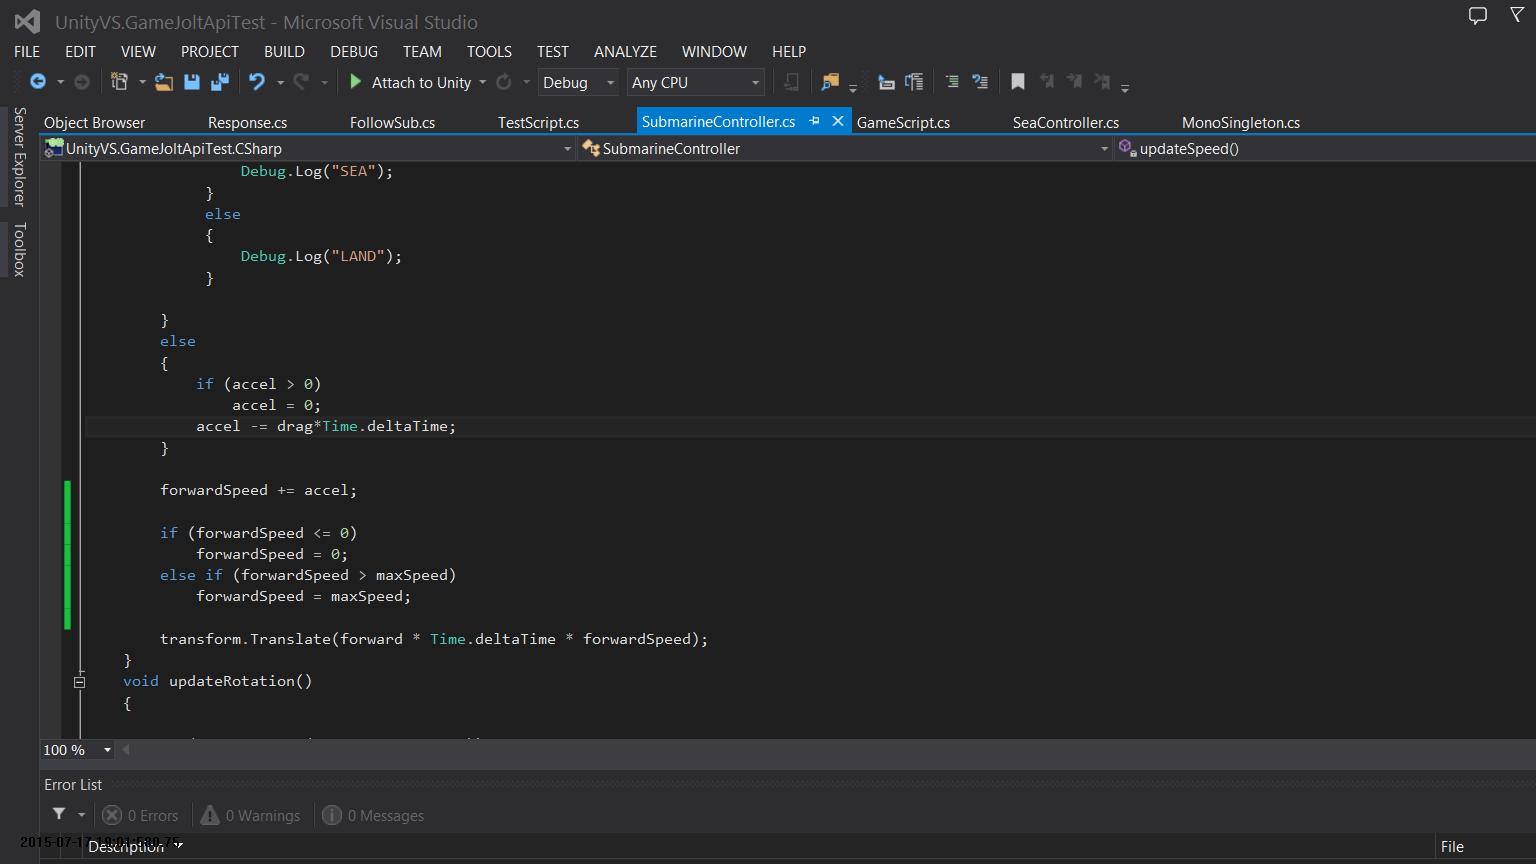 UnityVS.GameJoltApiTest - Microsoft Visual Studio
FILE EDIT VIEW PROJECT BUILD DEBUG TEAM TOOLS TEST ANALYZE WINDOW HELP
Attach to Unity Debug Any CPU
Server Explorer
Toolbox
Object Browser Response.cs FollowSub.cs TestScript.cs SubmarineController.cs GameScript.cs SeaController.cs MonoSingleton.cs
UnityVS.GameJoltApiTest.CSharp SubmarineController updateSpeed()
Debug.Log("SEA");
}
else
{
Debug.Log("LAND");
}
}
else
{
if (accel > 0)
accel = 0;
accel -= drag*Time.deltaTime;
}
forwardSpeed += accel;
if (forwardSpeed <= 0)
forwardSpeed = 0;
else if (forwardSpeed > maxSpeed)
forwardSpeed = maxSpeed;
transform.Translate(forward * Time.deltaTime * forwardSpeed);
}
void updateRotation()
{
100 %
Error List
0 Errors 0 Warnings 0 Messages
Description File